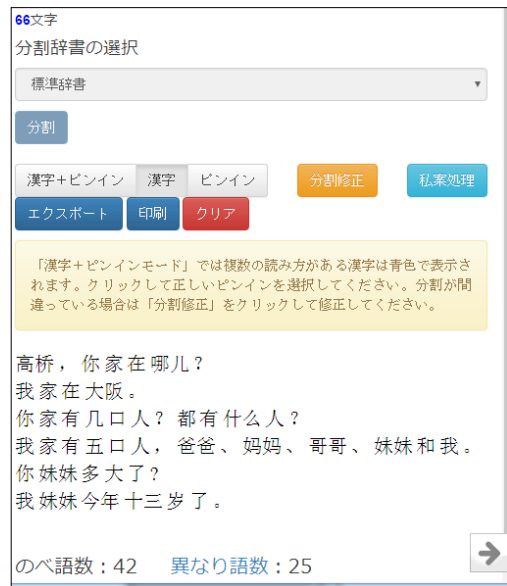 66文字
分割辞書の選択
標準辞書
分割
漢字+ピンイン 漢字 ピンイン 分割修正 私案処理
エクスポート 印刷 クリア
「漢字+ピンインモード」では複数の読み方がある漢字は青色で表示さ
れます。クリックして正しいピンインを選択してください。分割が間
違っている場合は「分割修正」をクリックして修正してください。
高桥，你 家 在 哪儿？
我 家 在 大阪 。
你 家 有 几 口 人？ 都 有 什么 人？
我 家 有 五 口 人， 爸爸、 妈妈、 哥哥、 妹妹 和 我 。
你 妹妹 多 大 了？
我 妹妹 今年 十三 岁 了 。
のべ語数：42 異なり語数：25